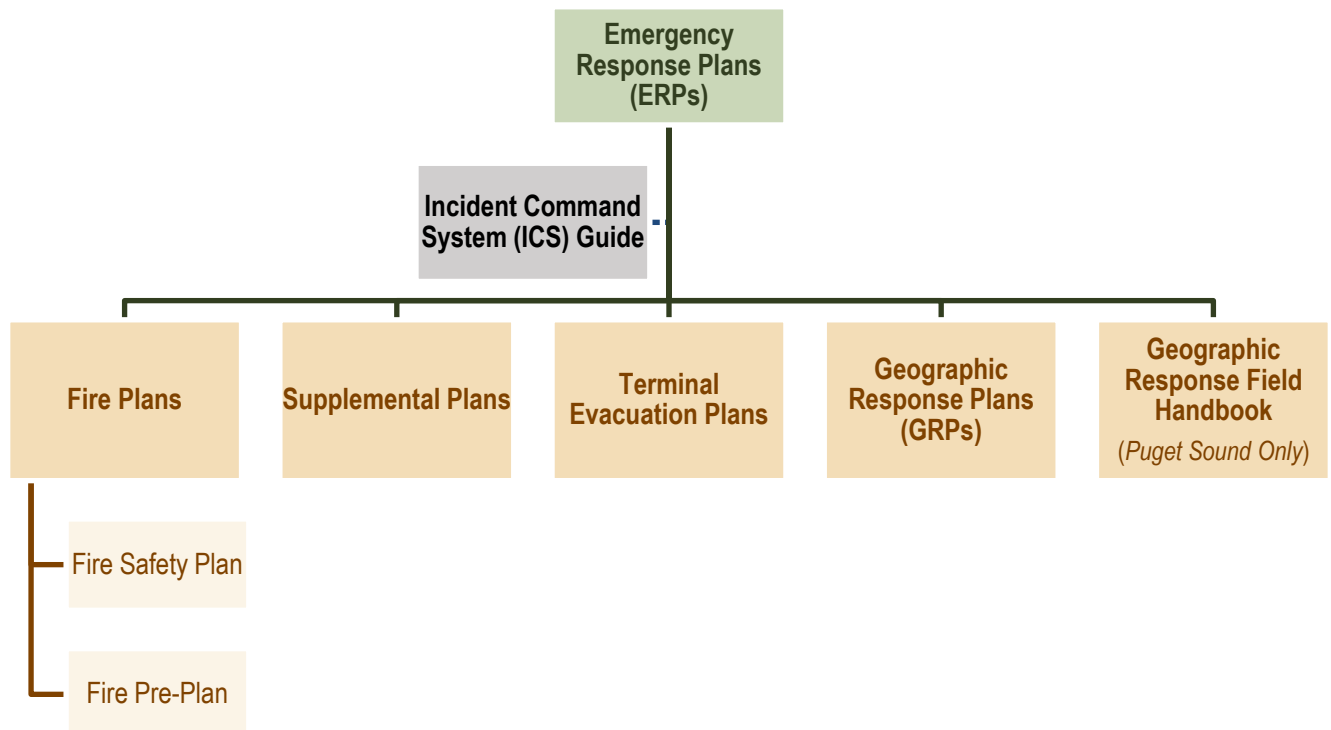 Emergency
Response Plans
(ERPs)
Incident Command
System (ICS) Guide
Fire Plans
Supplemental Plans
Terminal
Evacuation Plans
Geographic
Response Plans
(GRPs)
Geographic
Response Field
Handbook
(Puget Sound Only)
Fire Safety Plan
Fire Pre-Plan